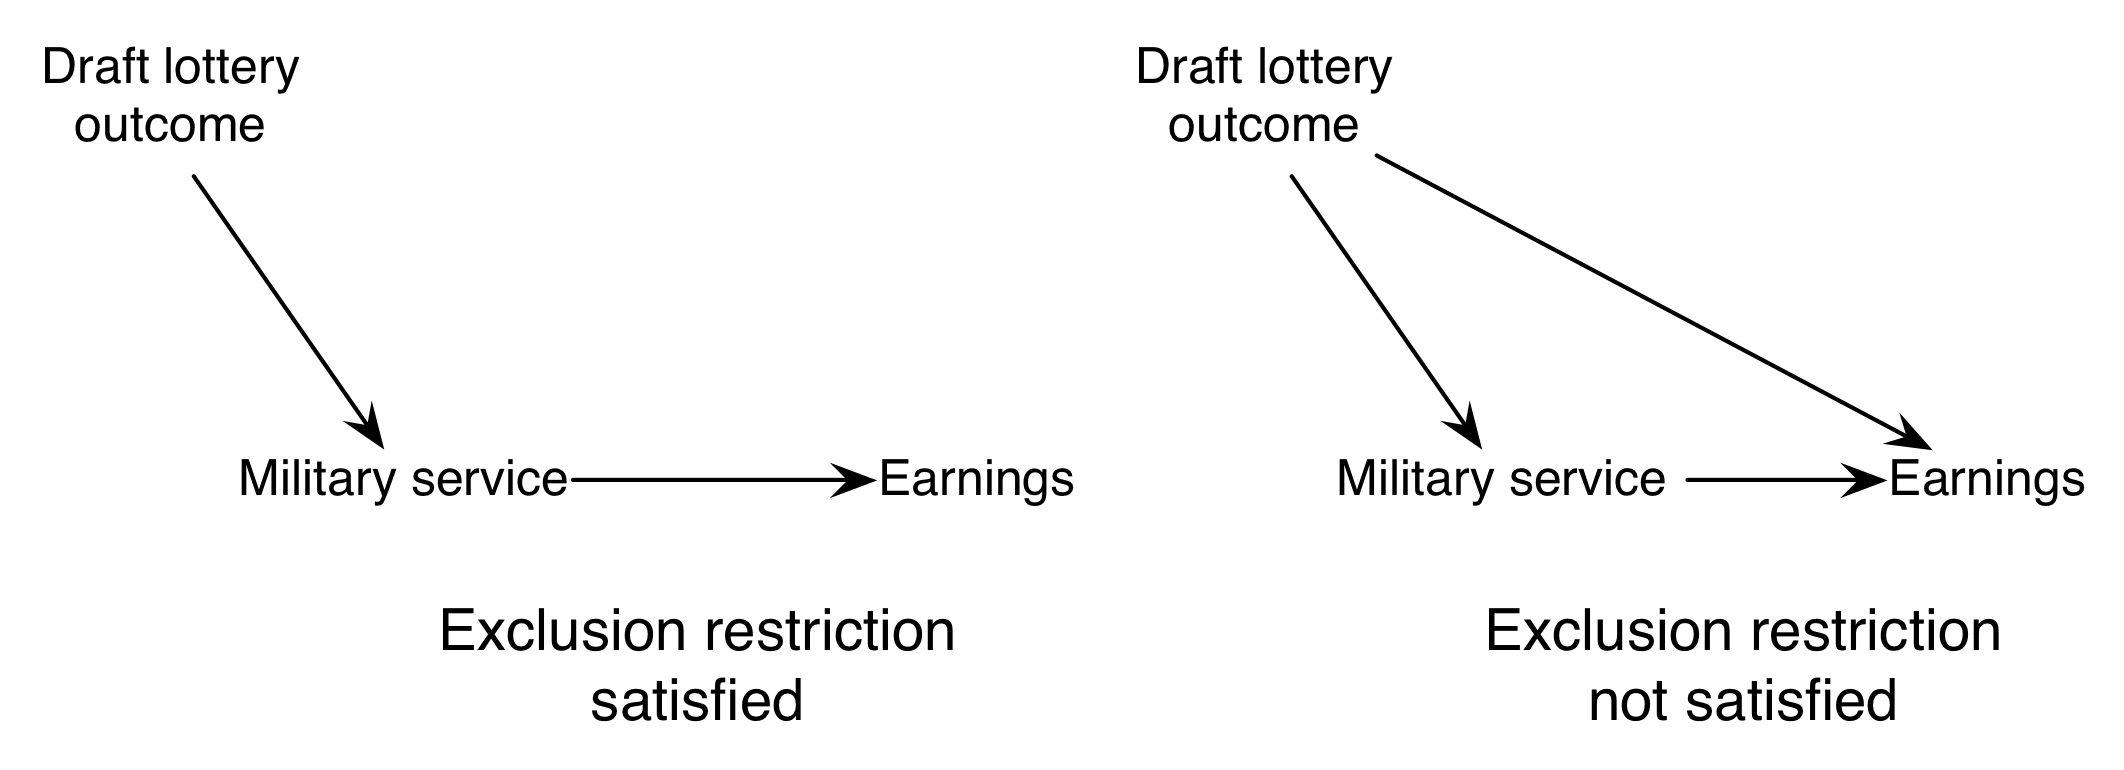 Draft lottery
outcome
Military service
Earnings
Exclusion restriction
satisfied
Draft lottery
outcome
Military service
Earnings
Exclusion restriction
not satisfied